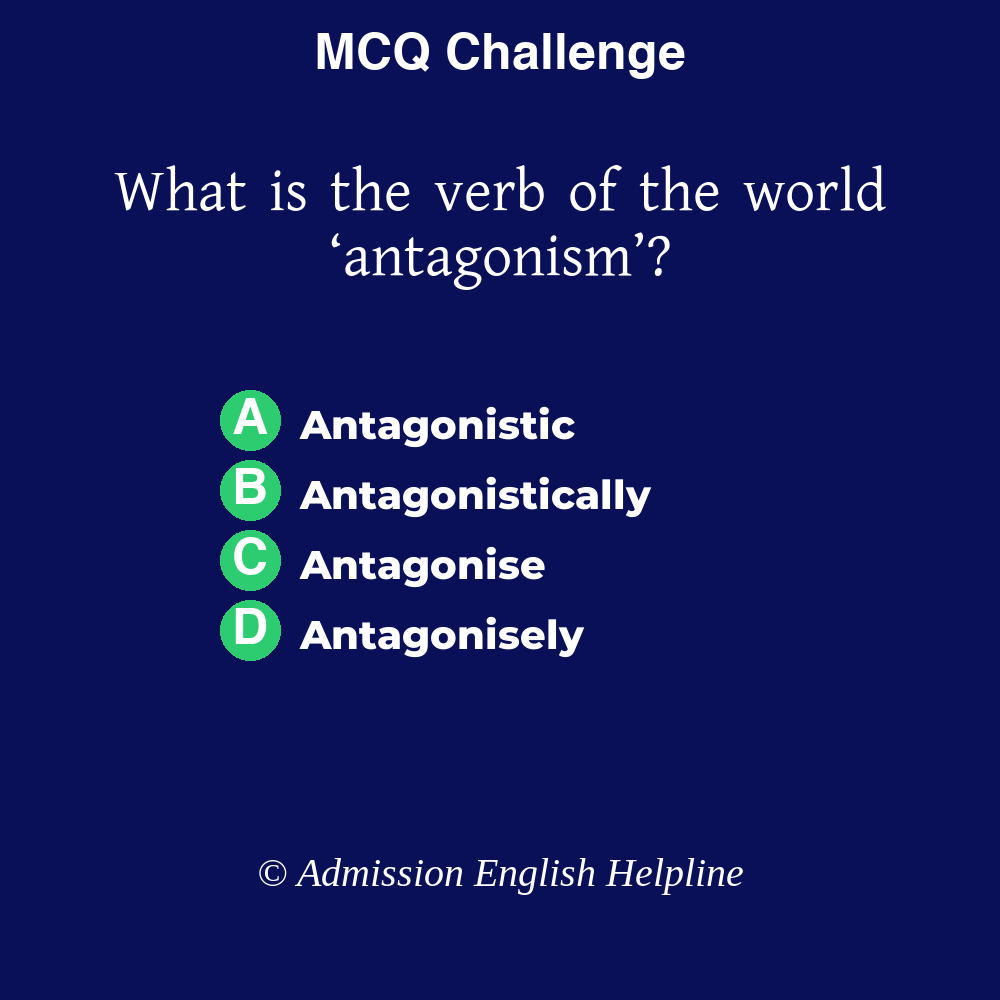 MCQ Challenge
What is the verb of the world
‘antagonism’?
A Antagonistic
B Antagonistically
C Antagonise
D Antagonisely
© Admission English Helpline